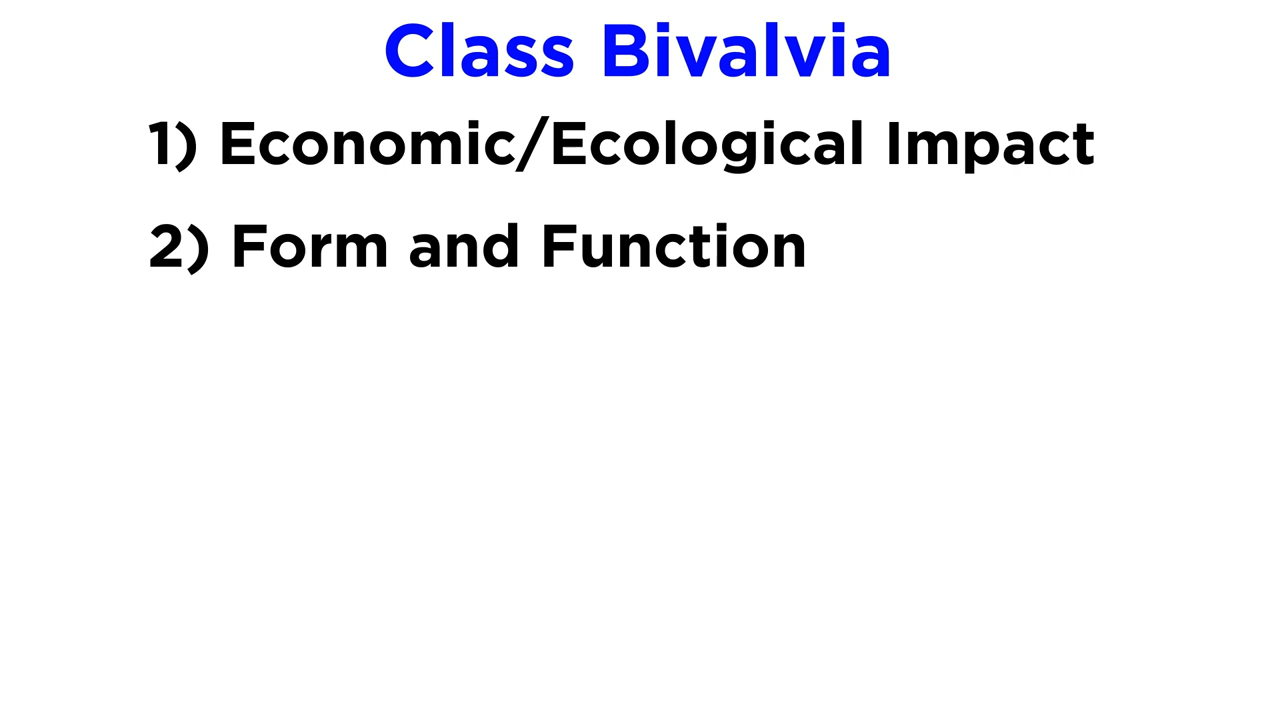 Class Bivalvia
1) Economic/Ecological Impact
2) Form and Function